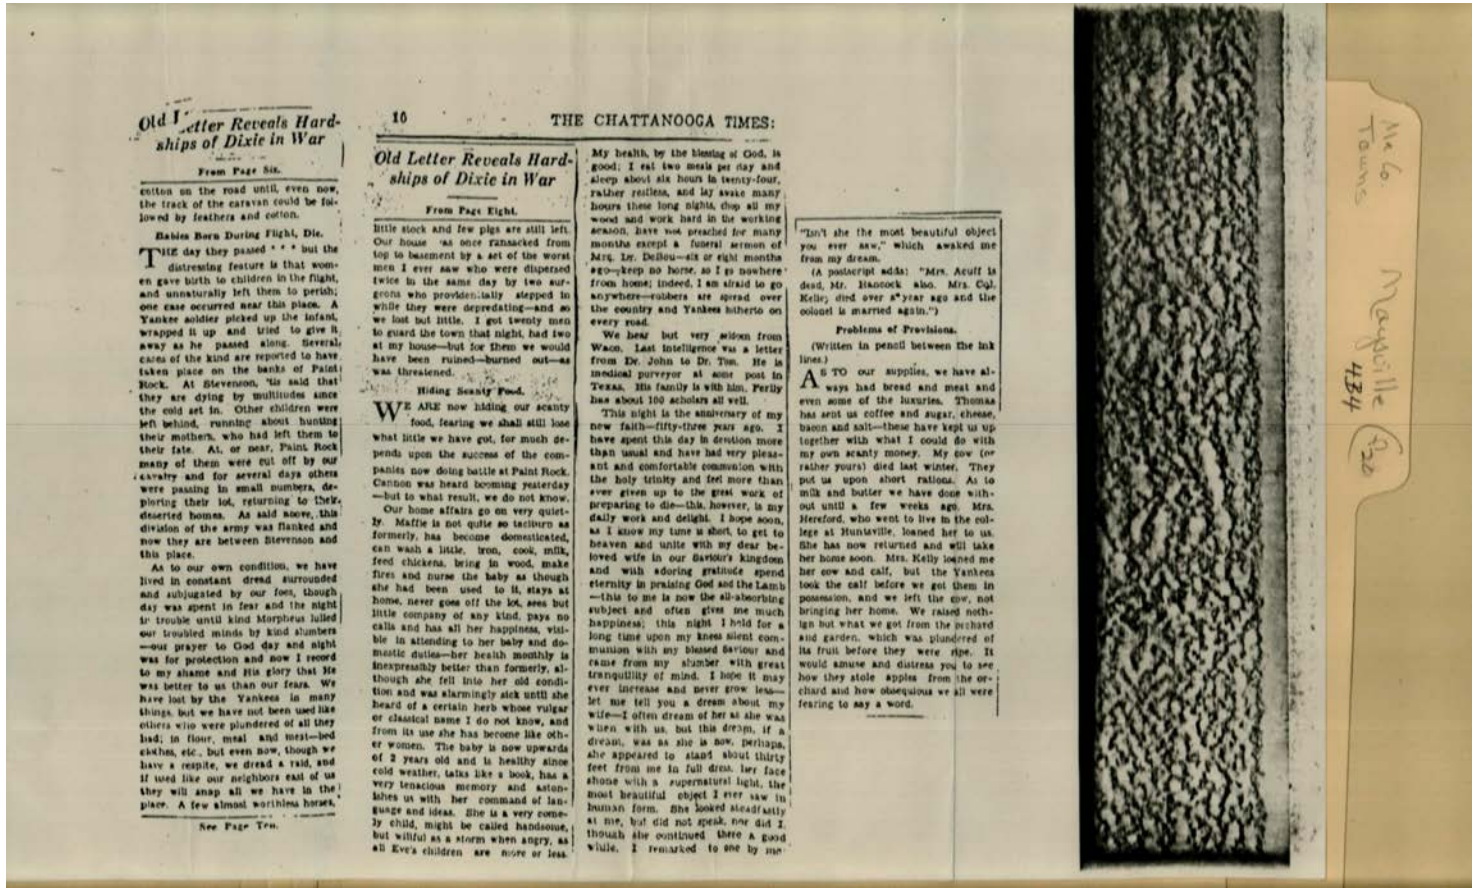 Old Letter Reveals Hard-
ships of Dixie in War
From Page Six.
cotton on the road until, even now,
the track of the caravan could be fol-
lowed by feathers and cotton.
Babies Born During Flight, Die.
THE day they passed * * * but the
distressing feature is that wom-
en gave birth to children in the flight,
and unnaturally left them to perish;
one case occurred near this place. A
Yankee soldier picked up the infant,
wrapped it up and tried to give it
away as he passed along. Several
cases of the kind are reported to have
taken place on the banks of Paint
Rock. At Stevenson, 'tis said that
they are dying by multitudes since
the cold set in. Other children were
left behind, running about hunting
their mothers, who had left them to
their fate. At, or near, Paint Rock
many of them were cut off by our
cavalry and for several days others
were passing in small numbers, de-
ploring their lot, returning to their
deserted homes. As said above, this
division of the army was flanked and
now they are between Stevenson and
this place.
As to our own condition, we have
lived in constant dread surrounded
and subjugated by our foes, though
day was spent in fear and the night
in trouble until kind Morpheus lulled
our troubled minds by kind slumbers
—our prayer to God day and night
was for protection and now I record
to my shame and His glory that He
was better to us than our fears. We
have lost by the Yankees in many
things, but we have not been used like
others who were plundered of all they
had; in flour, meal and meat—bed
clothes, etc., but even now, though we
have a respite, we dread a raid, and
if used like our neighbors east of us
they will snap all we have in the
place. A few almost worthless horses,
See Page Ten.
10
THE CHATTANOOGA TIMES:
Old Letter Reveals Hard-
ships of Dixie in War
From Page Eight.
little stock and few pigs are still left.
Our house was once ransacked from
top to basement by a set of the worst
men I ever saw who were dispersed
twice in the same day by two sur-
geons who providentially stepped in
while they were depredating—and so
we lost but little. I got twenty men
to guard the town that night, had two
at my house—but for them we would
have been ruined—burned out—as
was threatened.
Hiding Scanty Food.
WE ARE now hiding our scanty
food, fearing we shall still lose
what little we have got, for much de-
pends upon the success of the com-
panies now doing battle at Paint Rock.
Cannon was heard booming yesterday
—but to what result, we do not know.
Our home affairs go on very quiet-
ly. Maffie is not quite so taciturn as
formerly, has become domesticated,
can wash a little, iron, cook, milk,
feed chickens, bring in wood, make
fires and nurse the baby as though
she had been used to it, stays at
home, never goes off the lot, sees but
little company of any kind, pays no
calls and has all her happiness, visi-
ble in attending to her baby and do-
mestic duties—her health monthly is
inexpressibly better than formerly, al-
though she fell into her old condi-
tion and was alarmingly sick until she
heard of a certain herb whose vulgar
or classical name I do not know, and
from its use she has become like oth-
er women. The baby is now upwards
of 2 years old and is healthy since
cold weather, talks like a book, has a
very tenacious memory and aston-
ishes us with her command of lan-
guage and ideas. She is a very come-
ly child, might be called handsome,
but willful as a storm when angry, as
all Eve's children are more or less.
My health, by the blessing of God, is
good; I eat two meals per day and
sleep about six hours in twenty-four,
rather restless, and lay awake many
hours these long nights, chop all my
wood and work hard in the working
season, have not preached for many
months except a funeral sermon of
Mrs. Dr. DeBou—six or eight months
ago—keep no horse, so I go nowhere
from home; indeed, I am afraid to go
anywhere—robbers are spread over
the country and Yankees hitherto on
every road.
We hear but very seldom from
Waco. Last intelligence was a letter
from Dr. John to Dr. Tom. He is
medical purveyor at some post in
Texas. His family is with him. Perlly
has about 100 scholars all well.
This night is the anniversary of my
new faith—fifty-three years ago. I
have spent this day in devotion more
than usual and have had very pleas-
ant and comfortable communion with
the holy trinity and feel more than
ever given up to the great work of
preparing to die—this, however, is my
daily work and delight. I hope soon,
as I know my time is short, to get to
heaven and unite with my dear be-
loved wife in our Saviour's kingdom
and with adoring gratitude spend
eternity in praising God and the Lamb
—this to me is now the all-absorbing
subject and often gives me much
happiness; this night I held for a
long time upon my knees silent com-
munion with my blessed Saviour and
came from my slumber with great
tranquility of mind. I hope it may
ever increase and never grow less—
let me tell you a dream about my
wife—I often dream of her as she was
when with us, but this dream, if a
dream, was as she is now, perhaps,
she appeared to stand about thirty
feet from me in full dress, her face
shone with a supernatural light, the
most beautiful object I ever saw in
human form. She looked steadfastly
at me, but did not speak, nor did I,
though she continued there a good
while. I remarked to one by me
"Isn't she the most beautiful object
you ever saw," which awaked me
from my dream.
(A postscript adds: "Mrs. Acuff is
dead, Mr. Hancock also. Mrs. Col.
Kelly died over a year ago and the
colonel is married again.")
Problems of Provisions.
(Written in pencil between the ink
lines.)
AS TO our supplies, we have al-
ways had bread and meat and
even some of the luxuries. Thomas
has sent us coffee and sugar, cheese,
bacon and salt—these have kept us up
together with what I could do with
my own scanty money. My cow (or
rather yours) died last winter. They
put us upon short rations. As to
milk and butter we have done with-
out until a few weeks ago. Mrs.
Hereford, who went to live in the col-
lege at Huntsville, loaned her to us.
She has now returned and will take
her home soon. Mrs. Kelly loaned me
her cow and calf, but the Yankees
took the calf before we got them in
possession, and we left the cow, not
bringing her home. We raised noth-
ign but what we got from the orchard
and garden, which was plundered of
its fruit before they were ripe. It
would amuse and distress you to see
how they stole apples from the or-
chard and how obsequious we all were
fearing to say a word.
Towns
Maysville
4B4